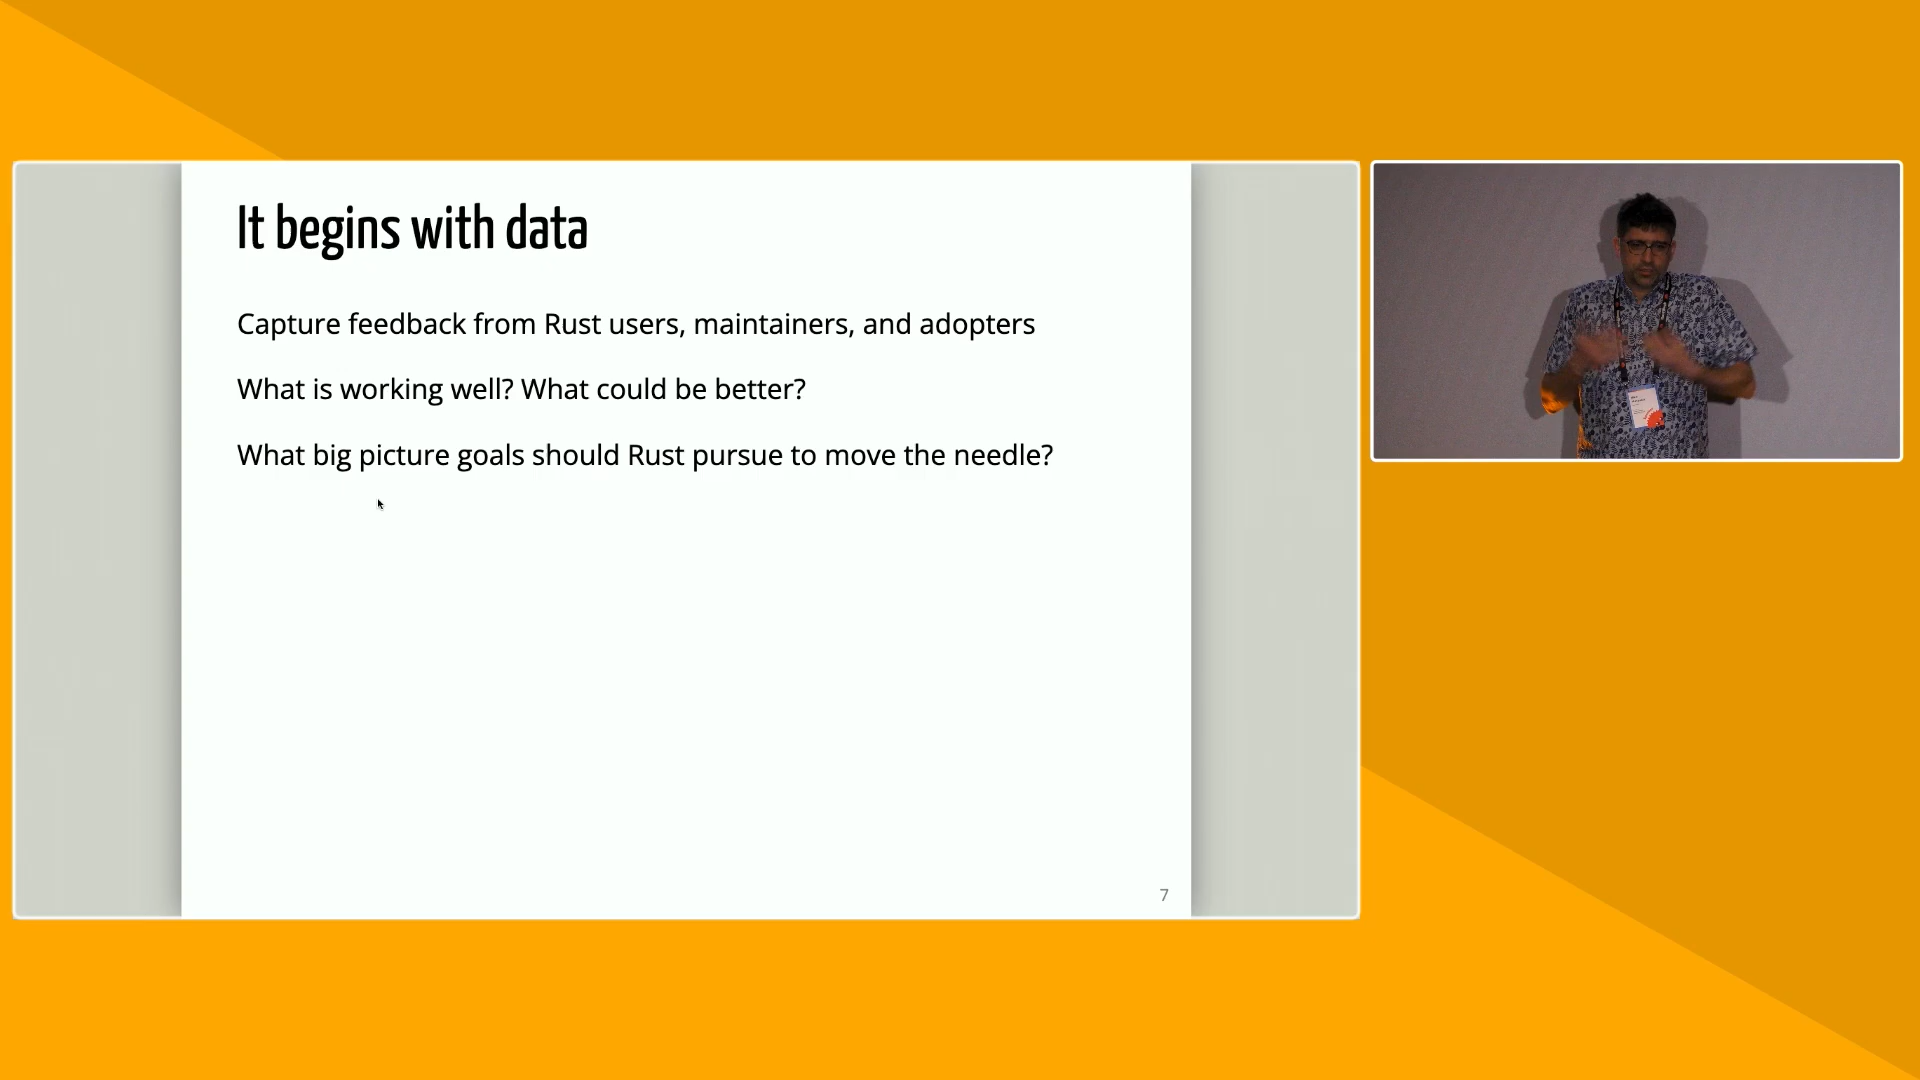 It begins with data
Capture feedback from Rust users, maintainers, and adopters
What is working well? What could be better?
What big picture goals should Rust pursue to move the needle?
7